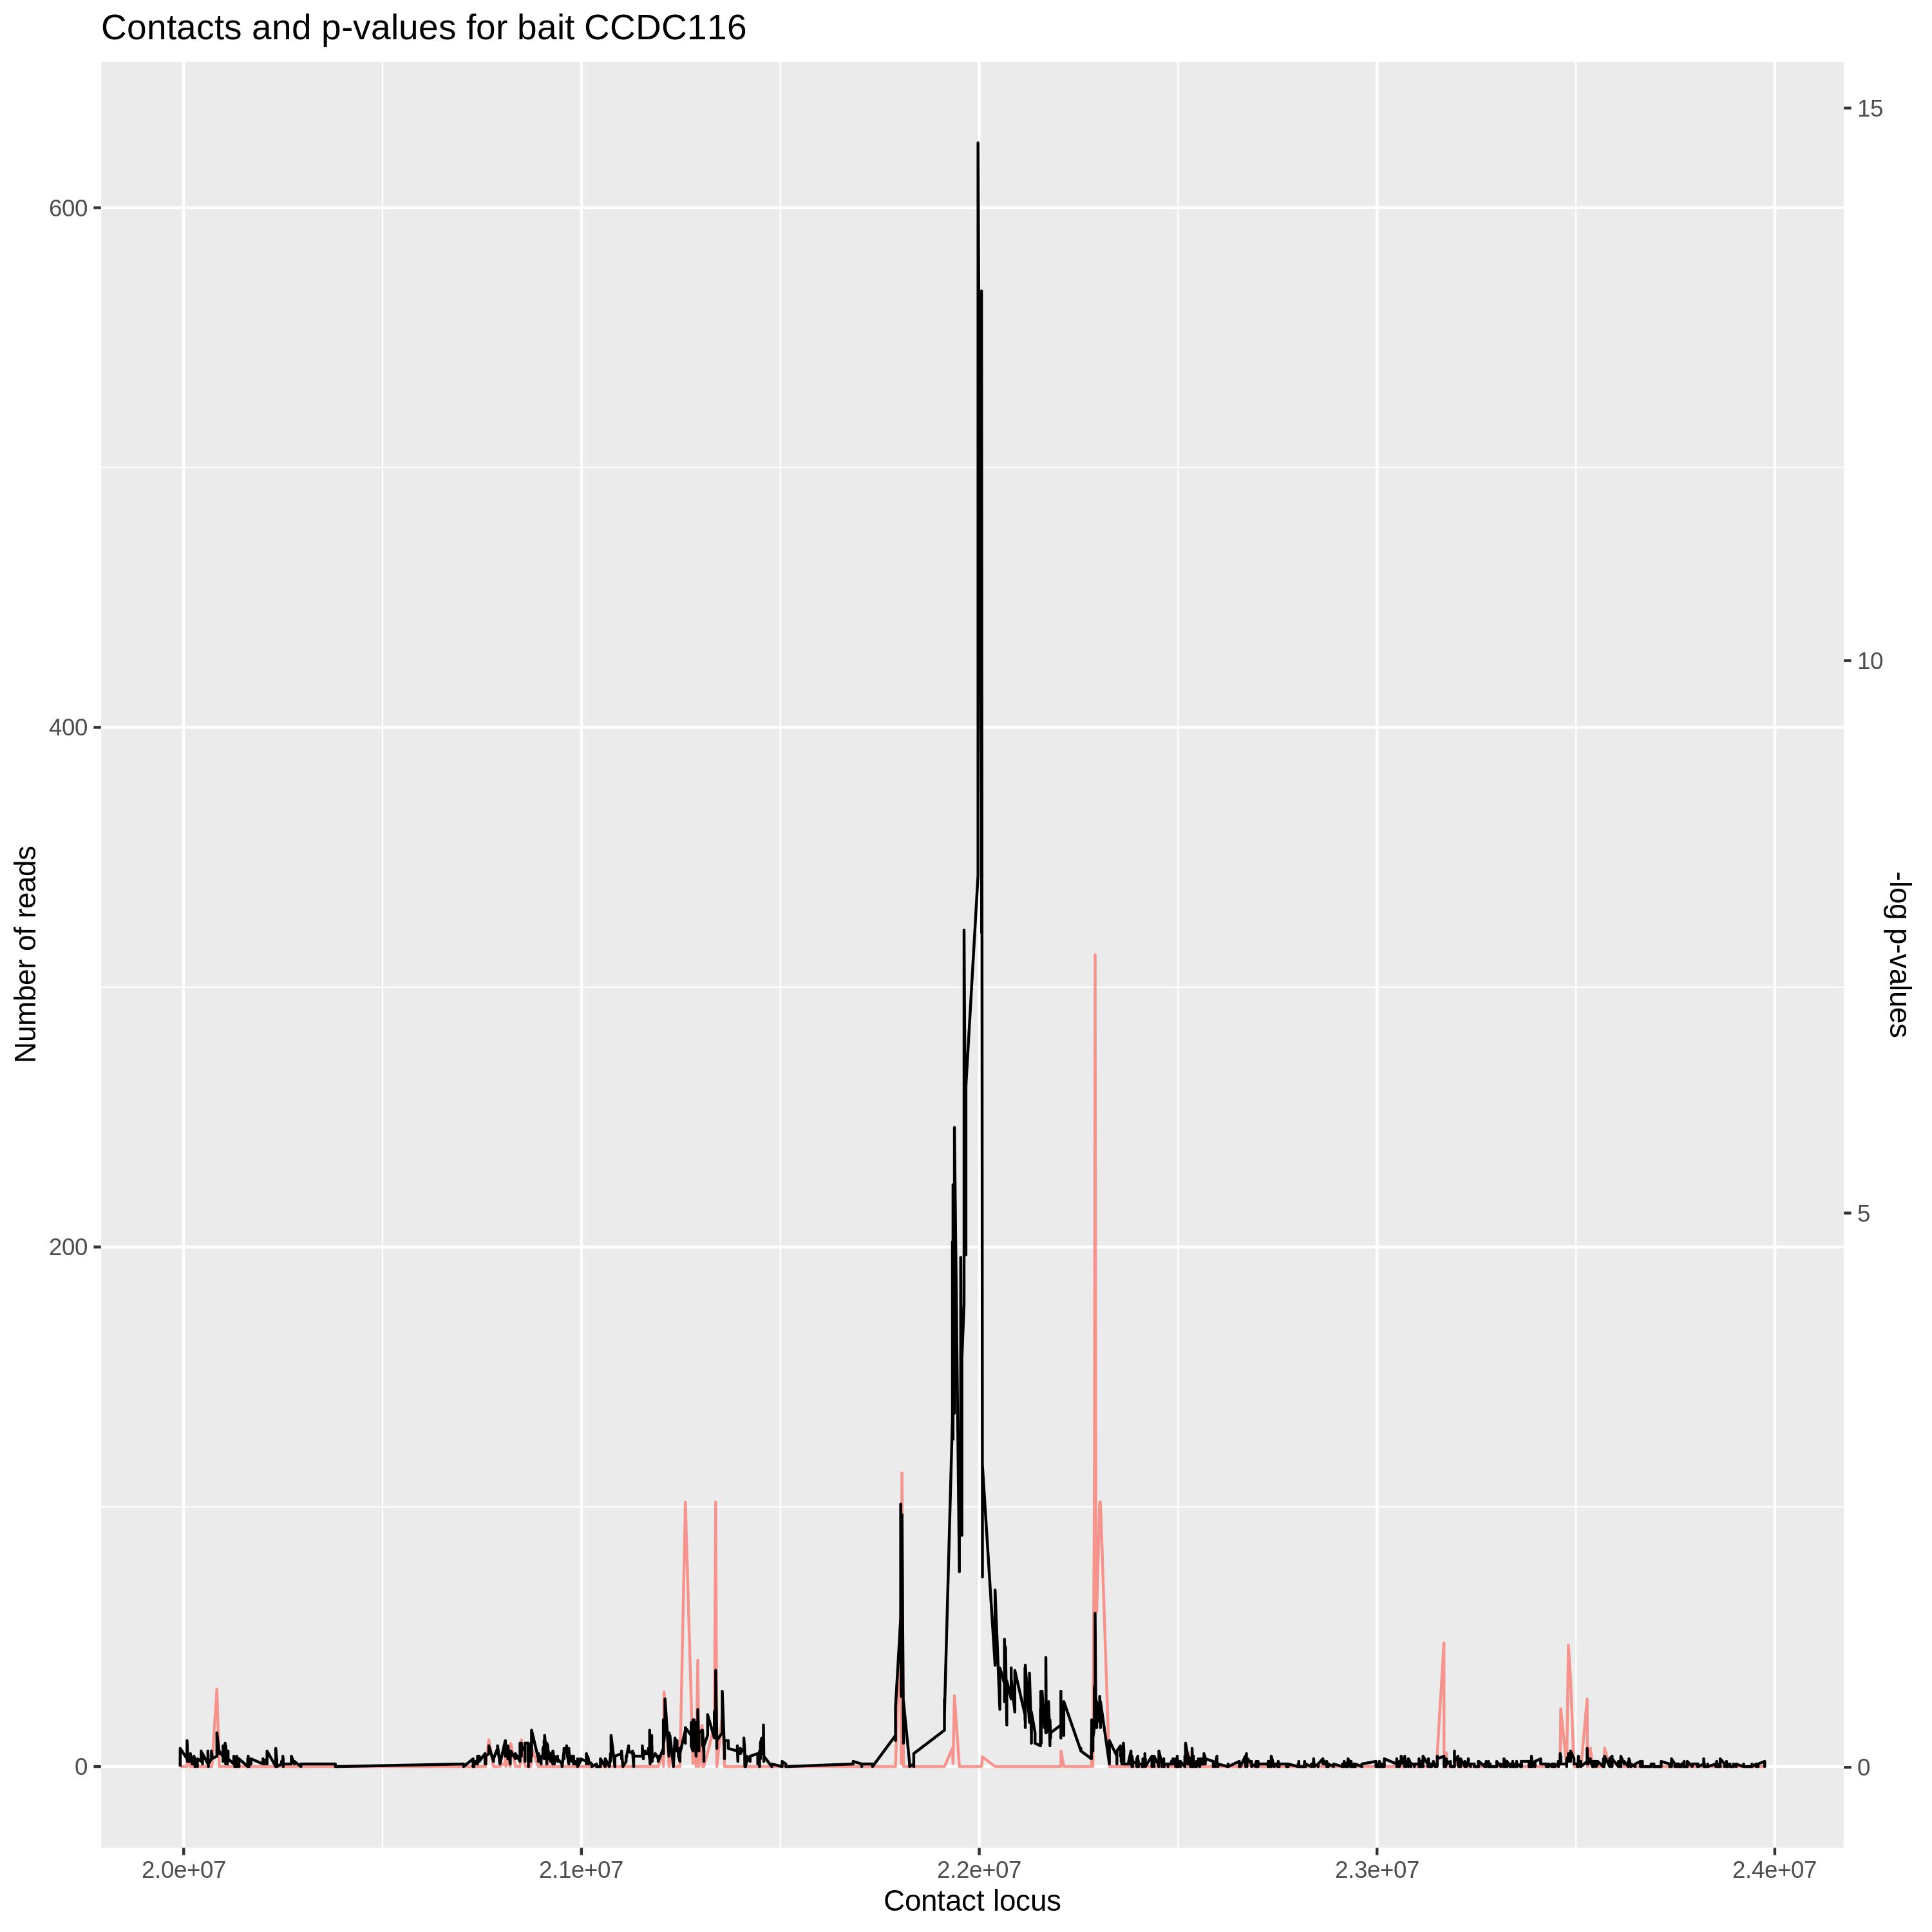 Contacts and p-values for bait CCDC116
15
600
10
400
Number of reads
-log p-values
5
200
0
0
2.0e+07
2.1e+07
2.2e+07
2.3e+07
2.4e+07
Contact locus